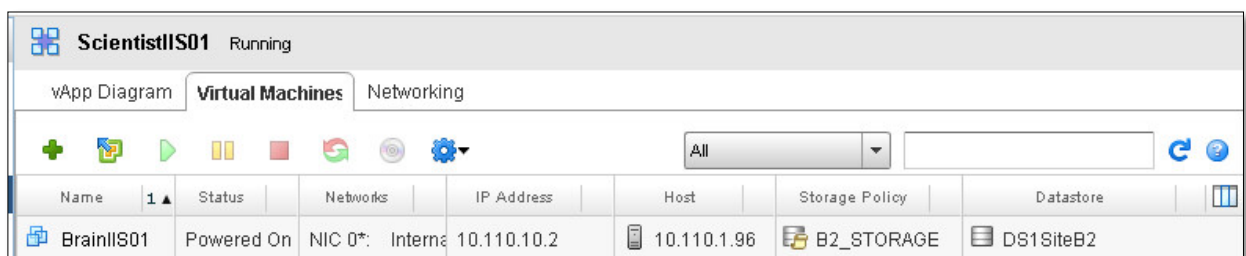 ScientistIIS01 Running
vApp Diagram Virtual Machines Networking
All
Name 1 Status Networks IP Address Host Storage Policy Datastore
BrainIIS01 Powered On NIC 0*: Interna 10.110.10.2 10.110.1.96 B2_STORAGE DS1SiteB2